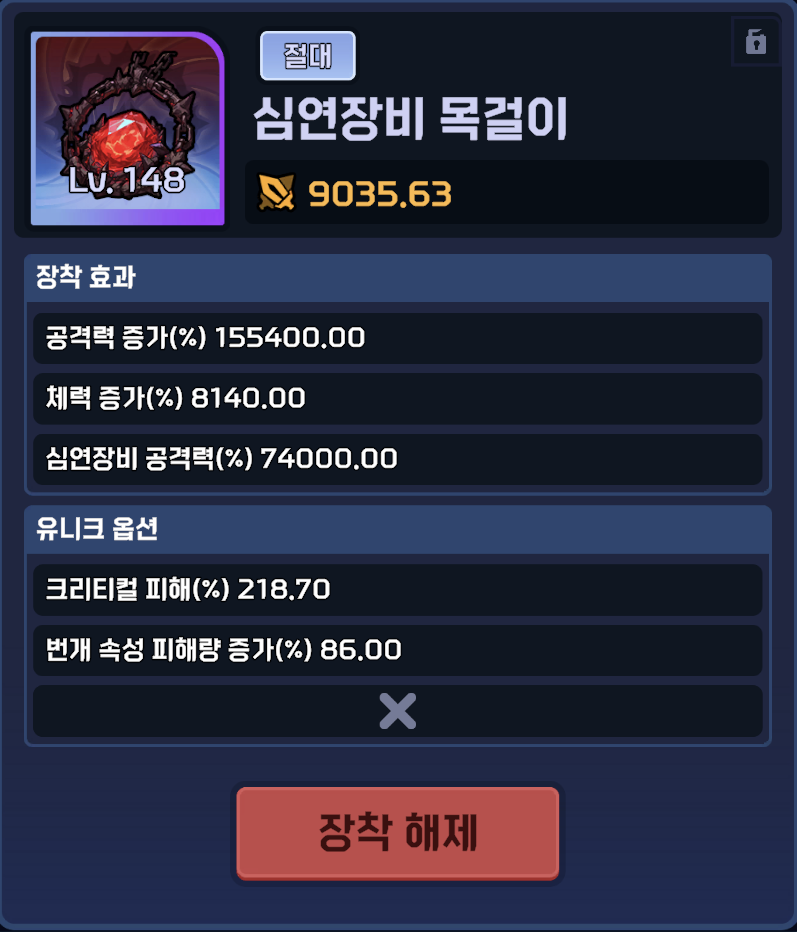 절대
심연장비 목걸이
Lv. 148
9035.63
장착 효과
공격력 증가(%) 155400.00
체력 증가(%) 8140.00
심연장비 공격력(%) 74000.00
유니크 옵션
크리티컬 피해(%) 218.70
번개 속성 피해량 증가(%) 86.00
장착 해제